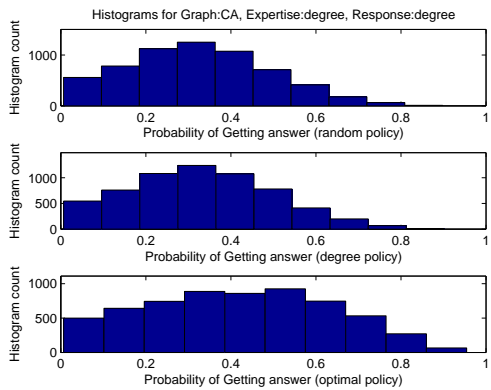 Histograms for Graph:CA, Expertise:degree, Response:degree
Histogram count
1000
0
0 0.2 0.4 0.6 0.8 1
Probability of Getting answer (random policy)
Histogram count
1000
500
0
0 0.2 0.4 0.6 0.8 1
Probability of Getting answer (degree policy)
Histogram count
1000
500
0
0 0.2 0.4 0.6 0.8 1
Probability of Getting answer (optimal policy)